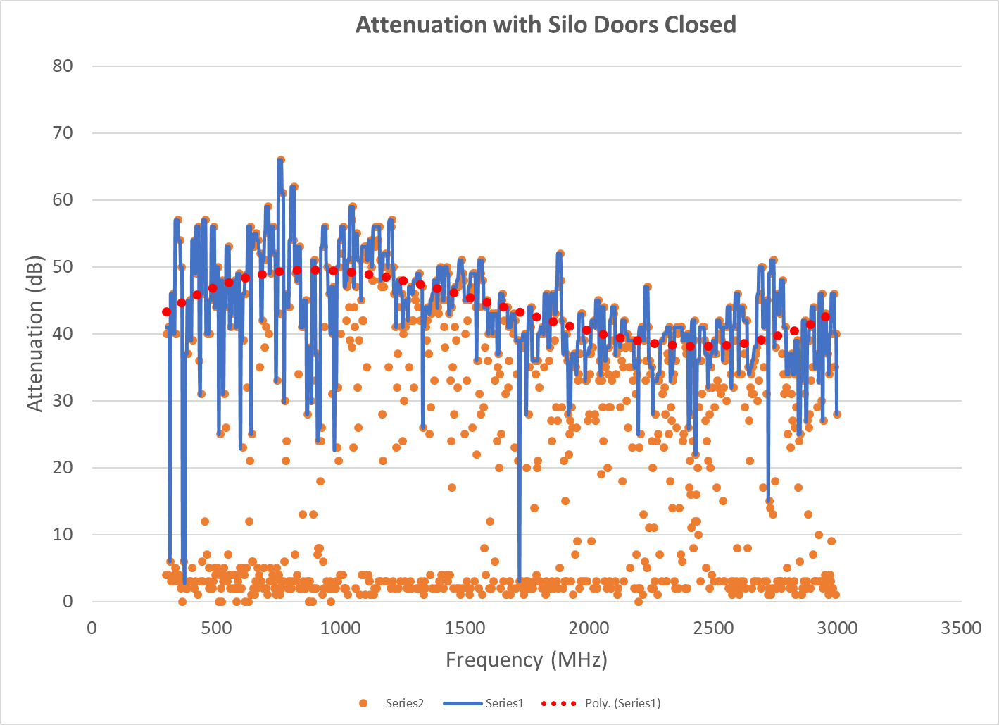 Attenuation with Silo Doors Closed
80
70
60
50
40
30
20
10
0
Attenuation (dB)
0 500 1000 1500 2000 2500 3000 3500
Frequency (MHz)
Series2 Series1 Poly. (Series1)